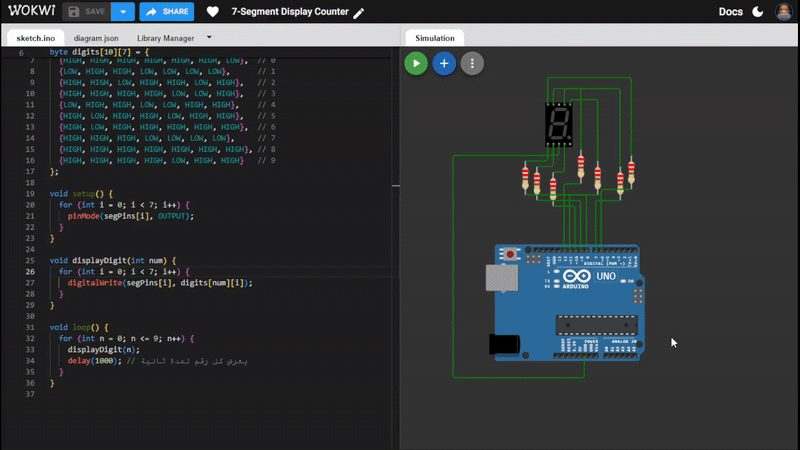 WOKWI SAVE SHARE 7-Segment Display Counter Docs
sketch.ino diagram.json Library Manager
Simulation
6 byte digits[10][7] = {
7 {HIGH, HIGH, HIGH, HIGH, HIGH, HIGH, LOW}, // 0
8 {LOW, HIGH, HIGH, LOW, LOW, LOW, LOW}, // 1
9 {HIGH, HIGH, LOW, HIGH, HIGH, LOW, HIGH}, // 2
10 {HIGH, HIGH, HIGH, HIGH, LOW, LOW, HIGH}, // 3
11 {LOW, HIGH, HIGH, LOW, LOW, HIGH, HIGH}, // 4
12 {HIGH, LOW, HIGH, HIGH, LOW, HIGH, HIGH}, // 5
13 {HIGH, LOW, HIGH, HIGH, HIGH, HIGH, HIGH}, // 6
14 {HIGH, HIGH, HIGH, LOW, LOW, LOW, LOW}, // 7
15 {HIGH, HIGH, HIGH, HIGH, HIGH, HIGH, HIGH}, // 8
16 {HIGH, HIGH, HIGH, HIGH, LOW, HIGH, HIGH} // 9
17 };
18
19 void setup() {
20 for (int i = 0; i < 7; i++) {
21 pinMode(segPins[i], OUTPUT);
22 }
23 }
24
25 void displayDigit(int num) {
26 for (int i = 0; i < 7; i++) {
27 digitalWrite(segPins[i], digits[num][i]);
28 }
29 }
30
31 void loop() {
32 for (int n = 0; n <= 9; n++) {
33 displayDigit(n);
34 delay(1000); // يعرض كل رقم لمدة ثانية
35 }
36 }
37
DIGITAL (PWM ~)
UNO
ARDUINO
TX
RX
ON
POWER
ANALOG IN